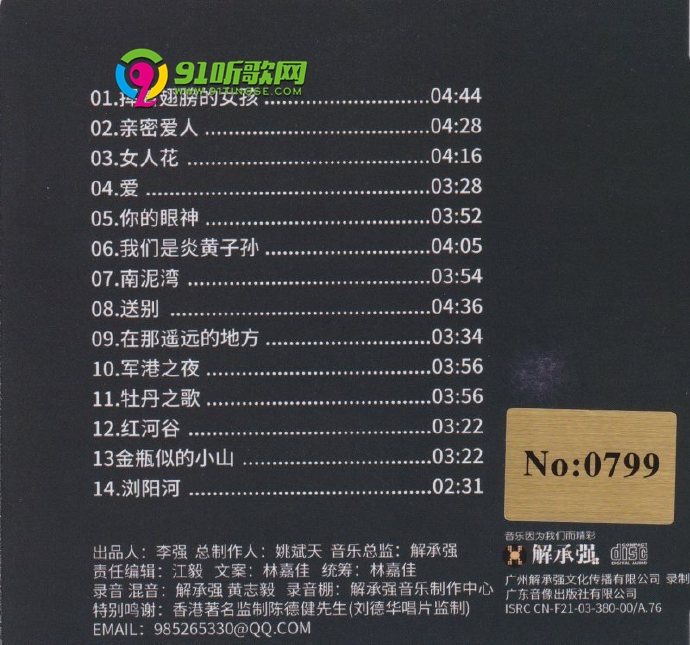 91听歌网
WWW.91TINGGE.COM
01. 翅膀的女孩 04:44
02.亲密爱人 04:28
03.女人花 04:16
04.爱 03:28
05.你的眼神 03:52
06.我们是炎黄子孙 04:05
07.南泥湾 03:54
08.送别 04:36
09.在那遥远的地方 03:34
10.军港之夜 03:56
11.牡丹之歌 03:56
12.红河谷 03:22
13金瓶似的小山 03:22
14.浏阳河 02:31
No:0799
音乐因为我们而精彩
解承强
COMPACT
disc
DIGITAL AUDIO
出品人：李强 总制作人：姚斌天 音乐总监：解承强
责任编辑：江毅 文案：林嘉佳 统筹：林嘉佳
录音 混音：解承强 黄志毅 录音棚：解承强音乐制作中心
特别鸣谢：香港著名监制陈德健先生(刘德华唱片监制)
EMAIL：985265330@QQ.COM
广州解承强文化传播有限公司 录制
广东音像出版社有限公司
ISRC CN-F21-03-380-00/A.76